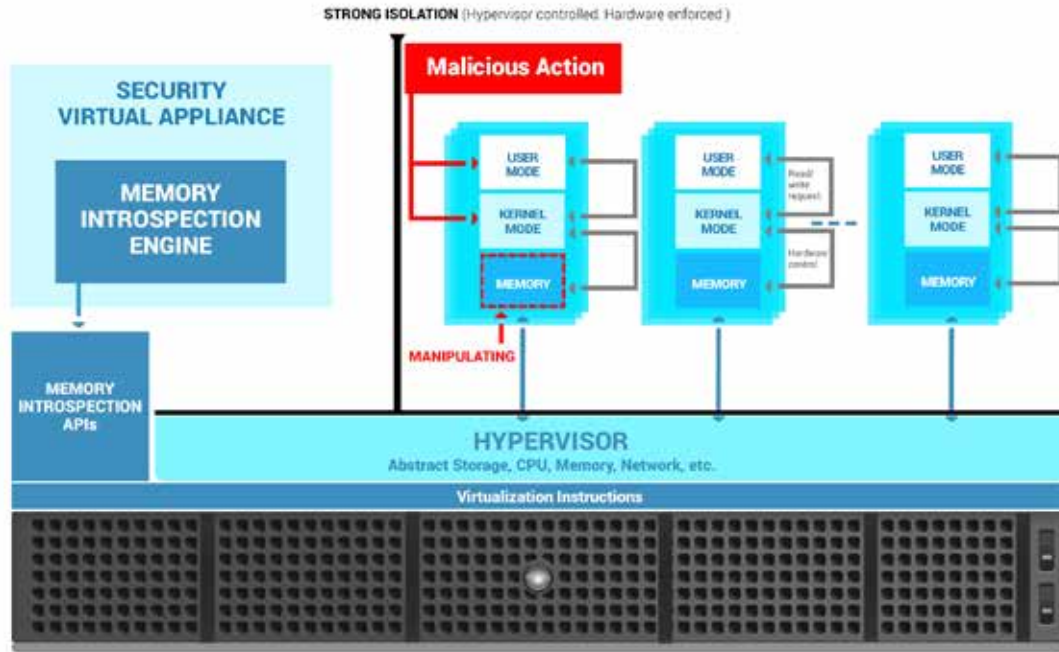 STRONG ISOLATION (Hypervisor controlled. Hardware enforced )
Malicious Action
SECURITY
VIRTUAL APPLIANCE
MEMORY
INTROSPECTION
ENGINE
USER
MODE
KERNEL
MODE
MEMORY
MANIPULATING
USER
MODE
KERNEL
MODE
MEMORY
Read/
write
request
Hardware
control
USER
MODE
KERNEL
MODE
MEMORY
MEMORY
INTROSPECTION
APIs
HYPERVISOR
Abstract Storage, CPU, Memory, Network, etc.
Virtualization Instructions